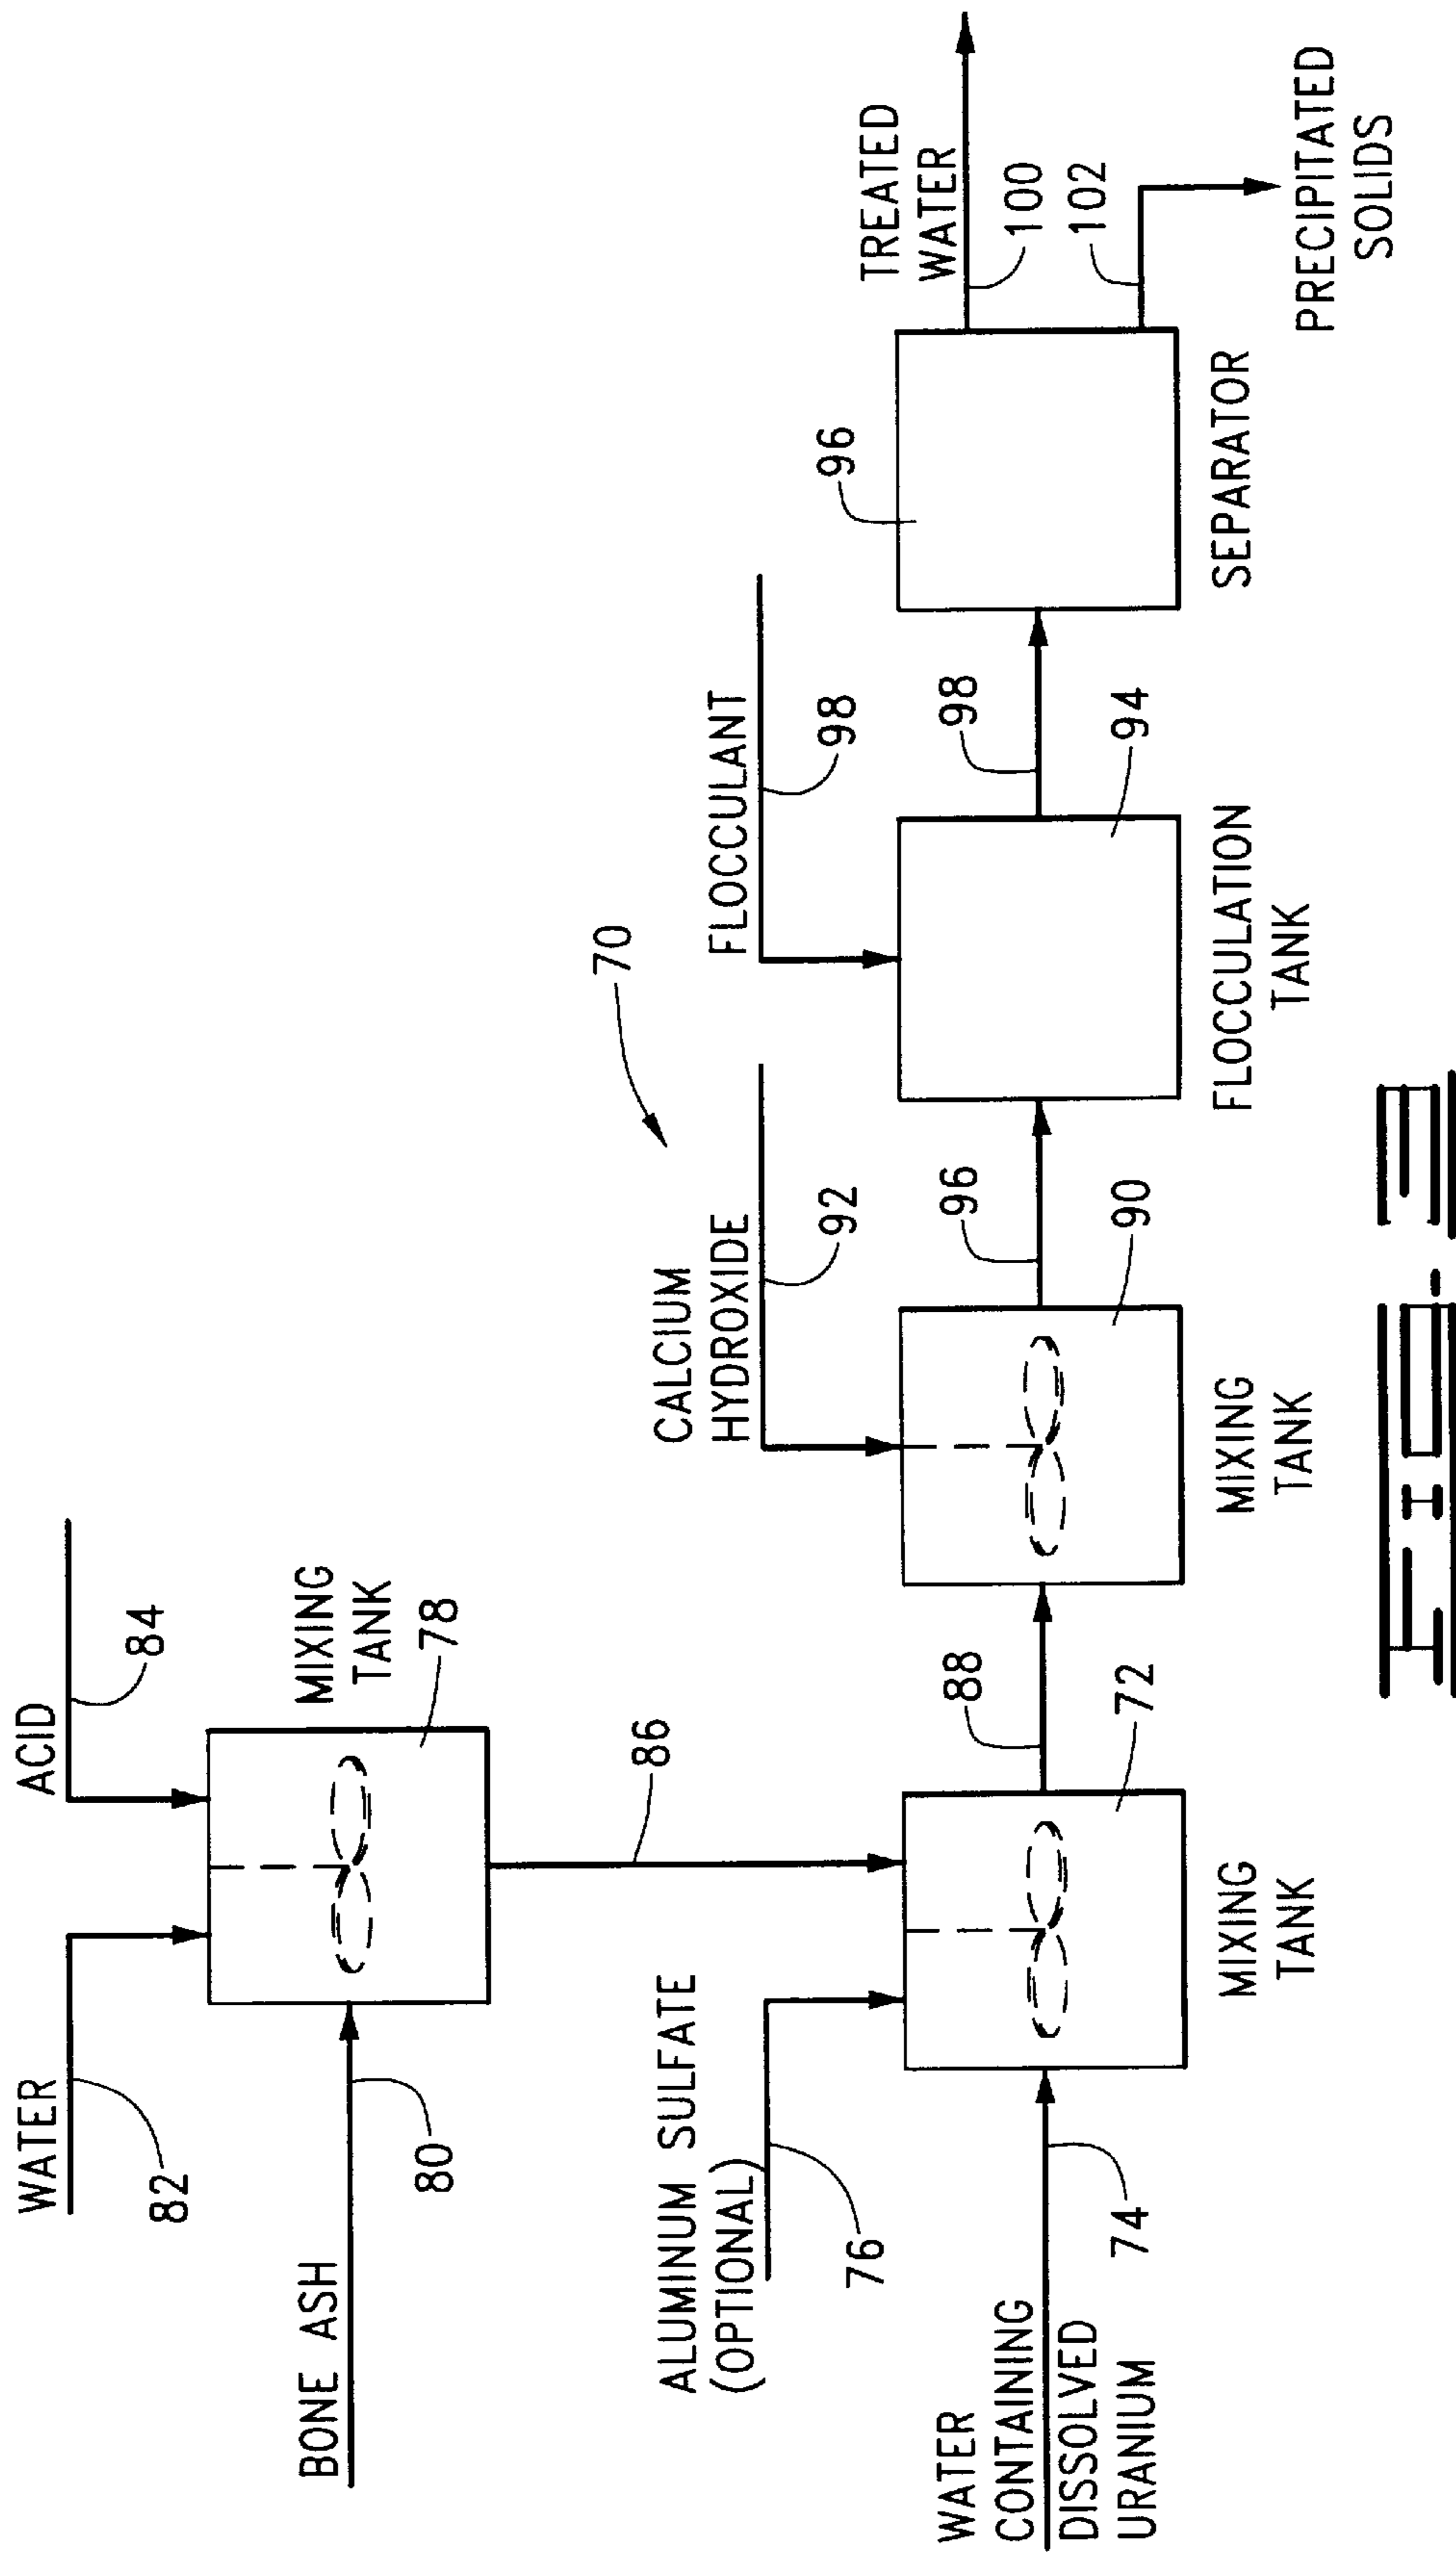 WATER
ACID
82
84
BONE ASH
80
MIXING
TANK
78
86
70
ALUMINUM SULFATE
(OPTIONAL)
76
CALCIUM
HYDROXIDE
92
FLOCCULANT
98
WATER
CONTAINING
DISSOLVED
URANIUM
74
88
72
MIXING
TANK
96
90
MIXING
TANK
98
94
FLOCCULATION
TANK
96
SEPARATOR
TREATED
WATER
100
102
PRECIPITATED
SOLIDS